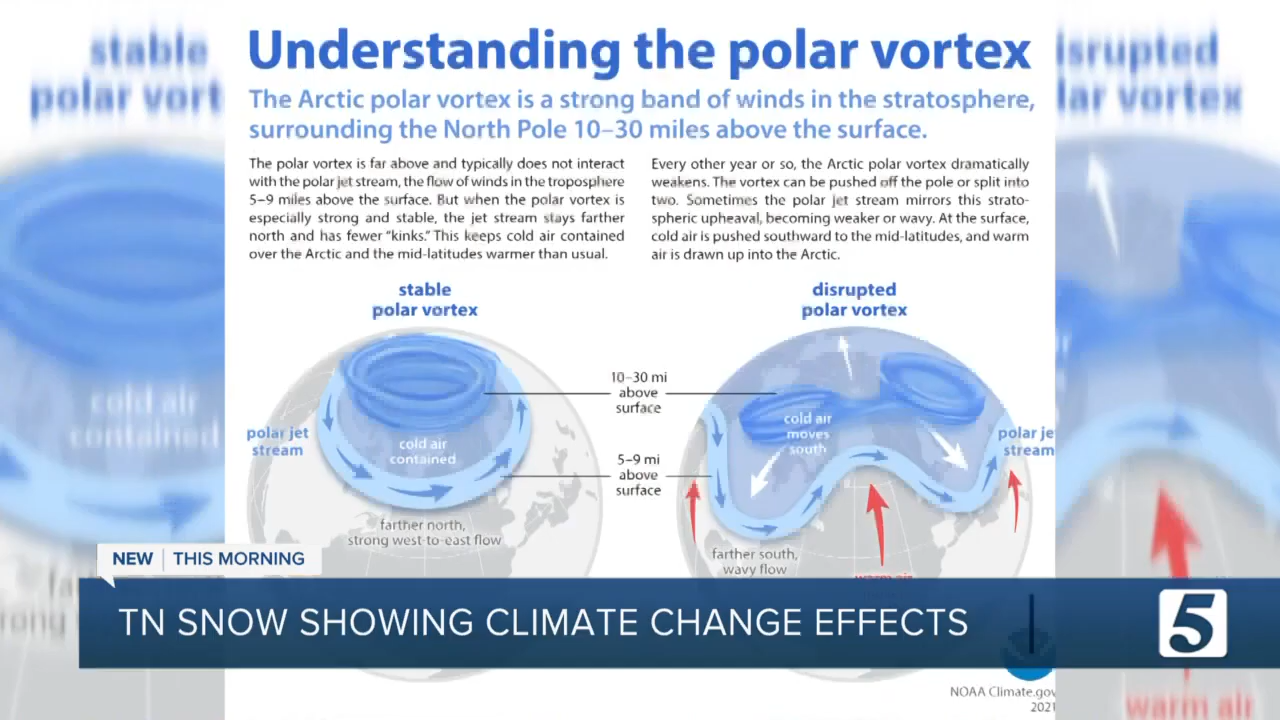 Understanding the polar vortex
The Arctic polar vortex is a strong band of winds in the stratosphere,
surrounding the North Pole 10–30 miles above the surface.
The polar vortex is far above and typically does not interact
with the polar jet stream, the flow of winds in the troposphere
5–9 miles above the surface. But when the polar vortex is
especially strong and stable, the jet stream stays farther
north and has fewer "kinks." This keeps cold air contained
over the Arctic and the mid-latitudes warmer than usual.
Every other year or so, the Arctic polar vortex dramatically
weakens. The vortex can be pushed off the pole or split into
two. Sometimes the polar jet stream mirrors this strato-
spheric upheaval, becoming weaker or wavy. At the surface,
cold air is pushed southward to the mid-latitudes, and warm
air is drawn up into the Arctic.
stable
polar vortex
disrupted
polar vortex
10–30 mi
above
surface
5–9 mi
above
surface
polar jet
stream
cold air
contained
farther north,
strong west-to-east flow
cold air
moves
south
polar je
stream
farther south,
wavy flow
warm air
NEW THIS MORNING
TN SNOW SHOWING CLIMATE CHANGE EFFECTS
5
NOAA Climate.gov
2021
stable
polar vort
cold air
contained
isrupted
lar vortex
warm air